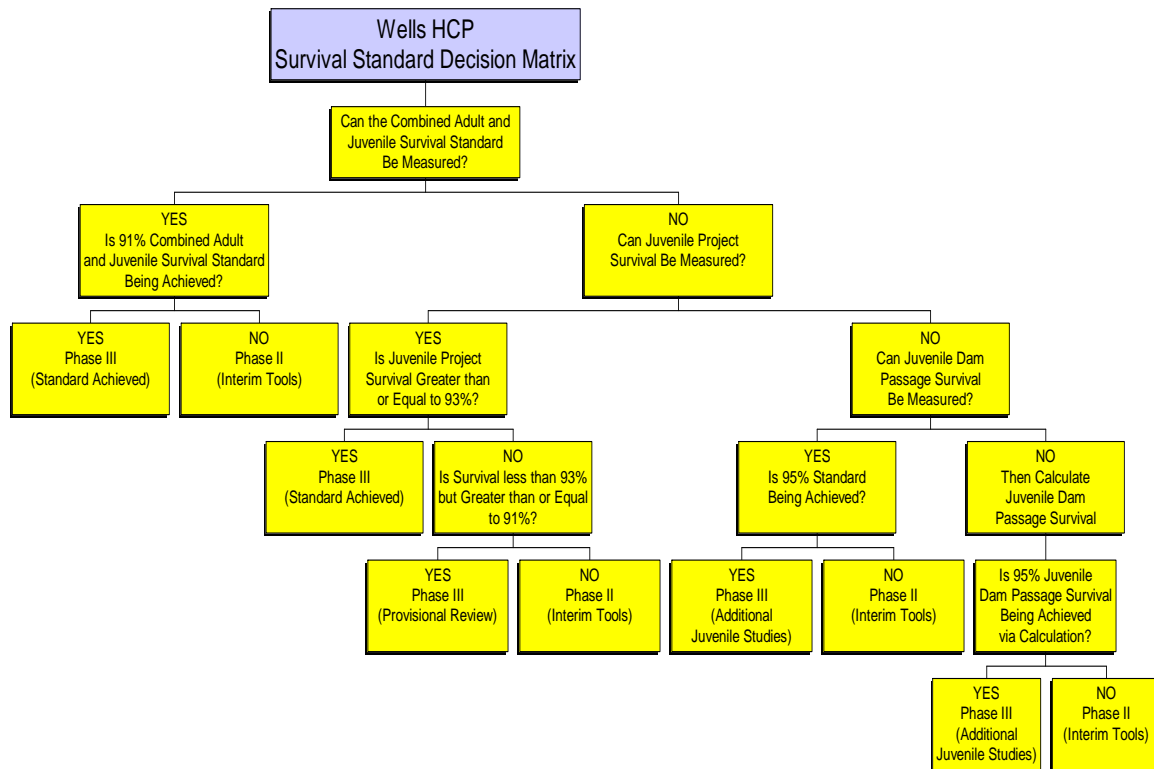 Wells HCP
Survival Standard Decision Matrix
Can the Combined Adult and
Juvenile Survival Standard
Be Measured?
YES
Is 91% Combined Adult
and Juvenile Survival Standard
Being Achieved?
NO
Can Juvenile Project
Survival Be Measured?
YES
Phase III
(Standard Achieved)
NO
Phase II
(Interim Tools)
YES
Is Juvenile Project
Survival Greater than
or Equal to 93%?
NO
Can Juvenile Dam
Passage Survival
Be Measured?
YES
Phase III
(Standard Achieved)
NO
Is Survival less than 93%
but Greater than or Equal
to 91%?
YES
Is 95% Standard
Being Achieved?
NO
Then Calculate
Juvenile Dam
Passage Survival
YES
Phase III
(Provisional Review)
NO
Phase II
(Interim Tools)
YES
Phase III
(Additional
Juvenile Studies)
NO
Phase II
(Interim Tools)
Is 95% Juvenile
Dam Passage Survival
Being Achieved
via Calculation?
YES
Phase III
(Additional
Juvenile Studies)
NO
Phase II
(Interim Tools)